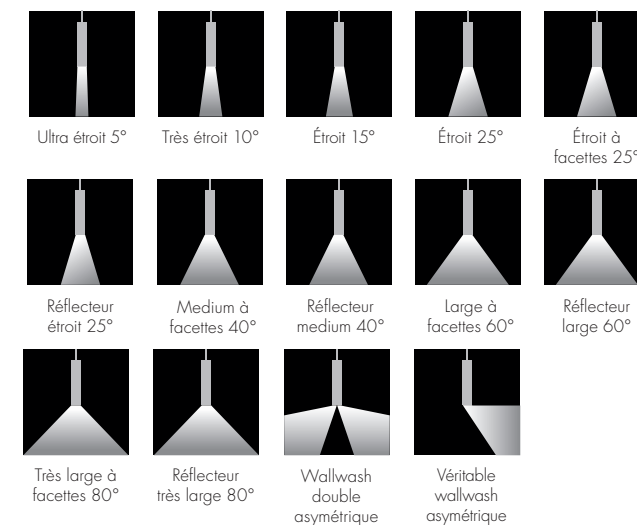 Ultra étroit 5°
Très étroit 10°
Étroit 15°
Étroit 25°
Étroit à
facettes 25°
Réflecteur
étroit 25°
Medium à
facettes 40°
Réflecteur
medium 40°
Large à
facettes 60°
Réflecteur
large 60°
Très large à
facettes 80°
Réflecteur
très large 80°
Wallwash
double
asymétrique
Véritable
wallwash
asymétrique